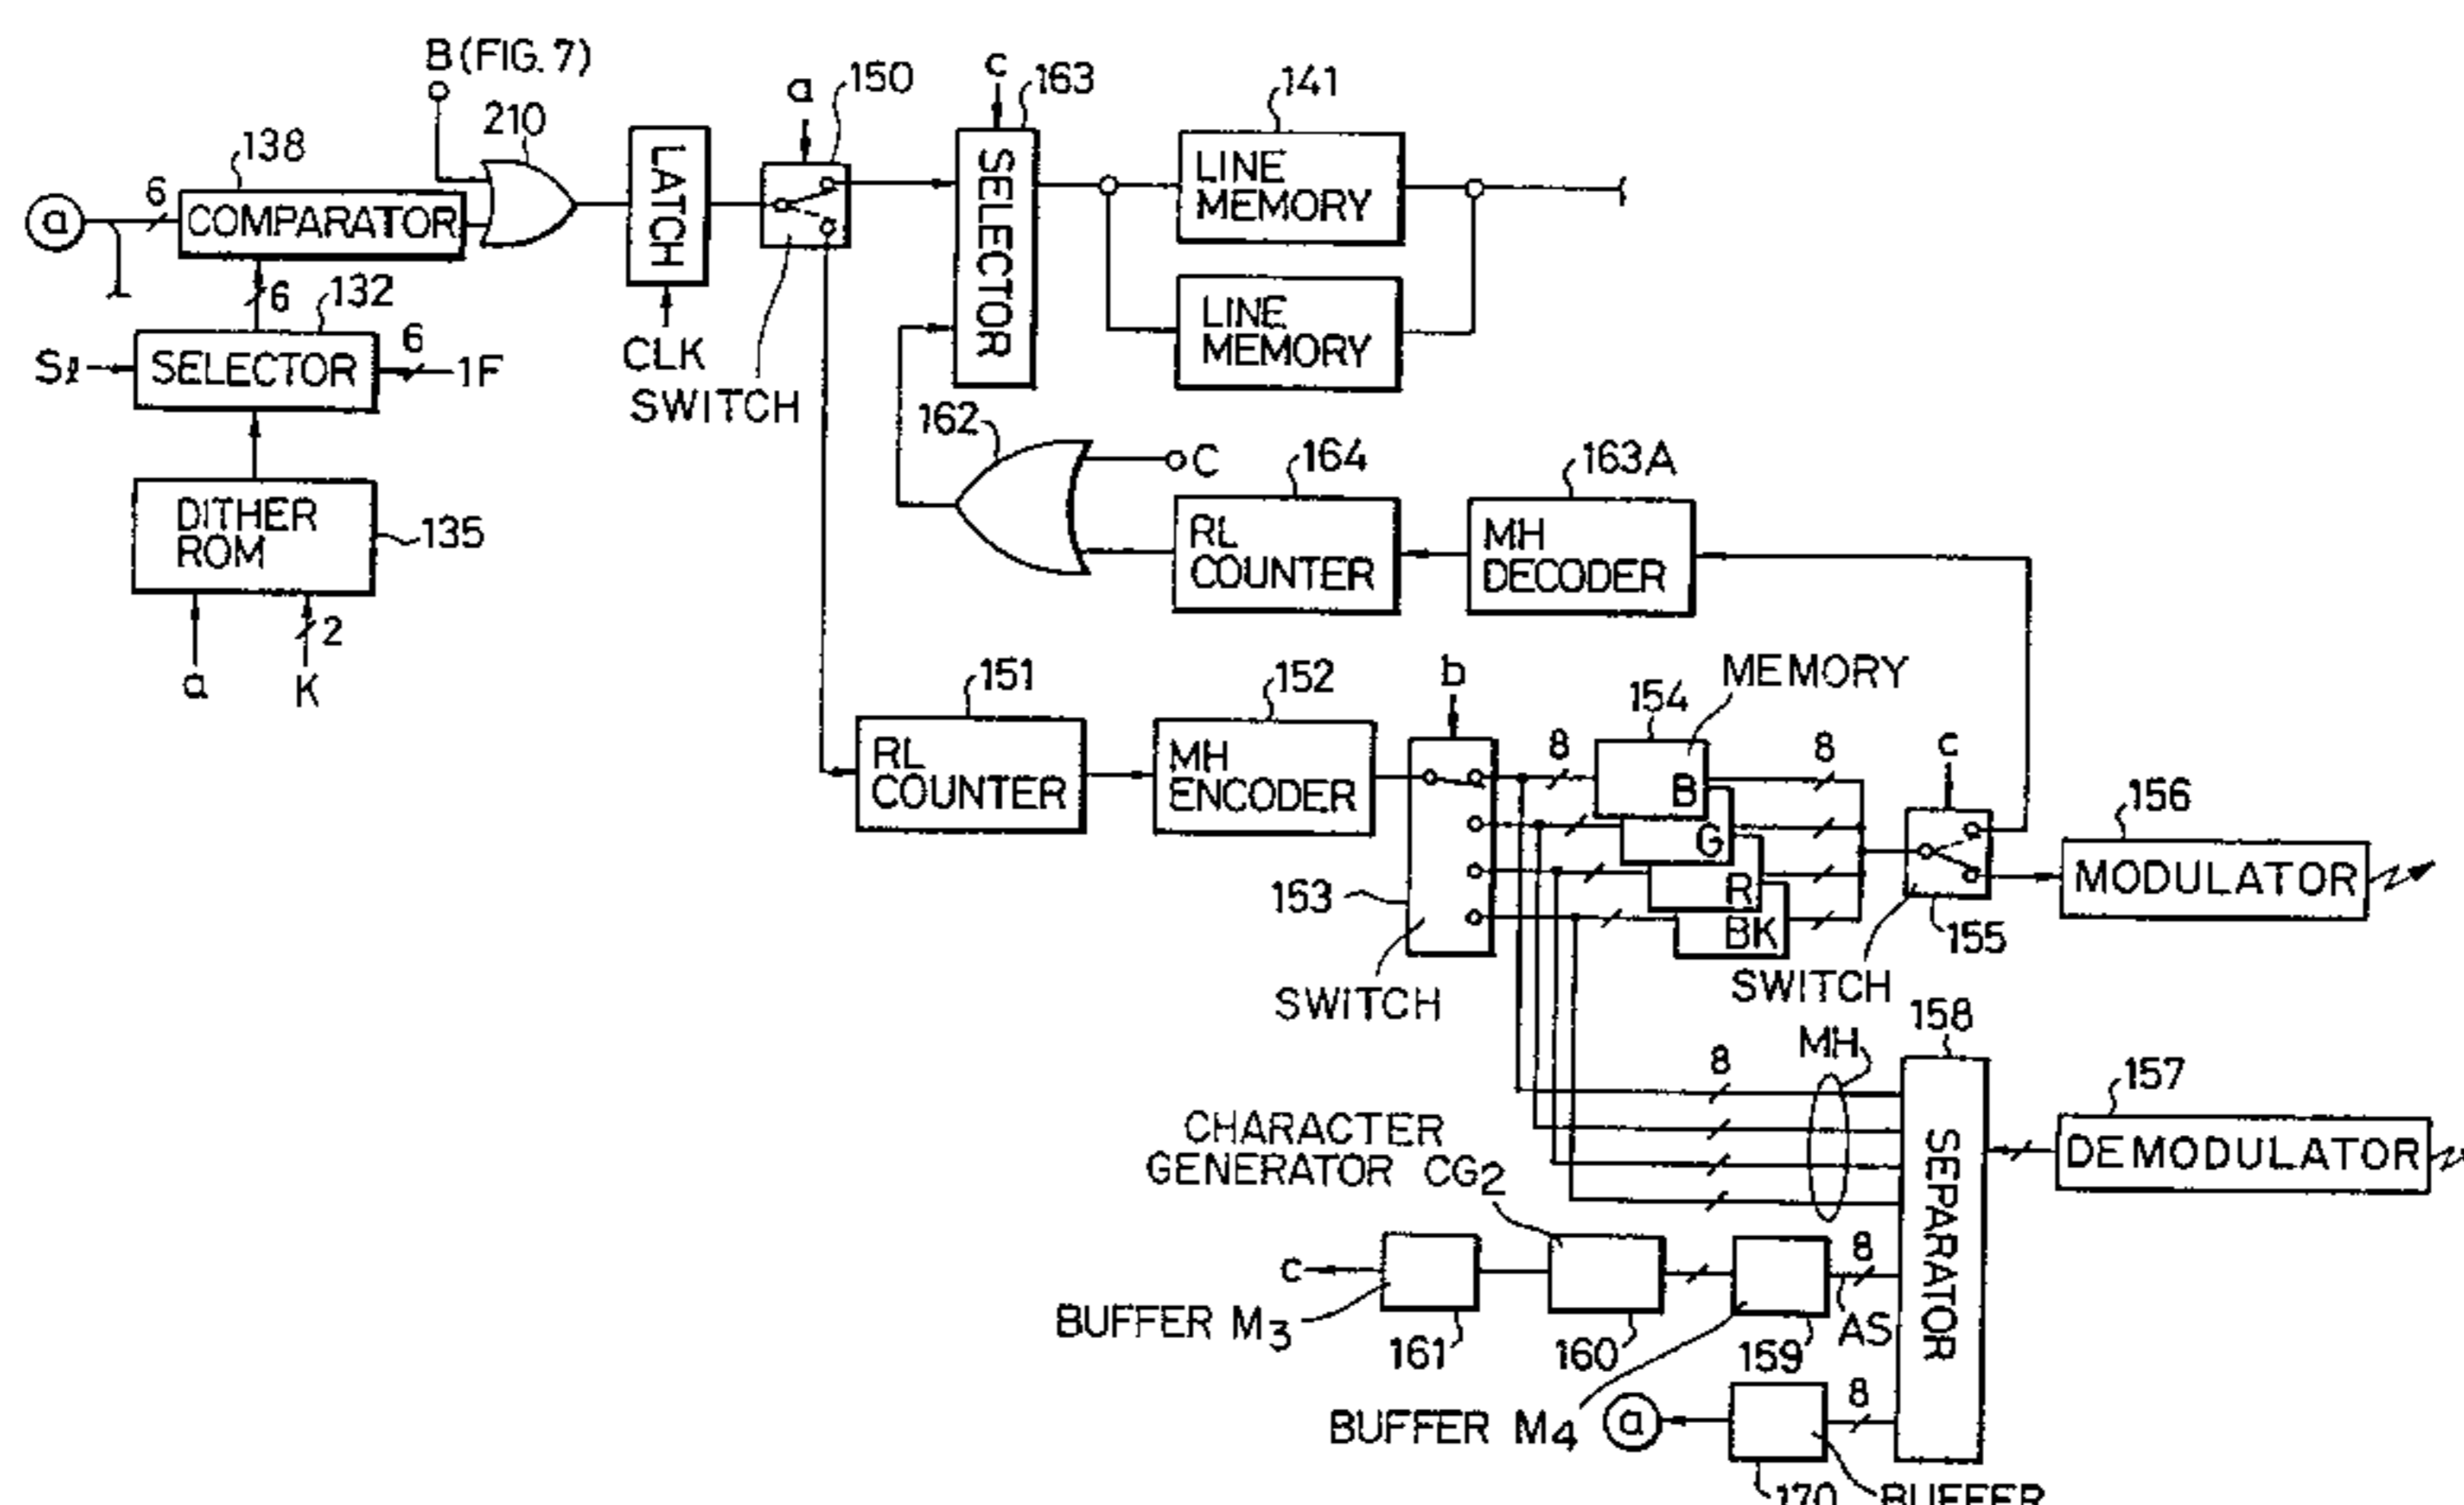 B (FIG. 7)
210
a
150
c
163
141
138
ⓐ
6
COMPARATOR
LATCH
SELECTOR
LINE
MEMORY
6
132
CLK
SWITCH
LINE
MEMORY
Sℓ
SELECTOR
6
1F
162
C
164
163A
DITHER
ROM
135
RL
COUNTER
MH
DECODER
a
K
2
151
152
b
154
MEMORY
RL
COUNTER
MH
ENCODER
8
B
G
R
BK
8
c
156
MODULATOR
153
SWITCH
SWITCH
155
158
MH
8
157
DEMODULATOR
SEPARATOR
CHARACTER
GENERATOR CG2
c
BUFFER M3
161
160
159
8
AS
BUFFER M4
ⓐ
8
170
BUFFER